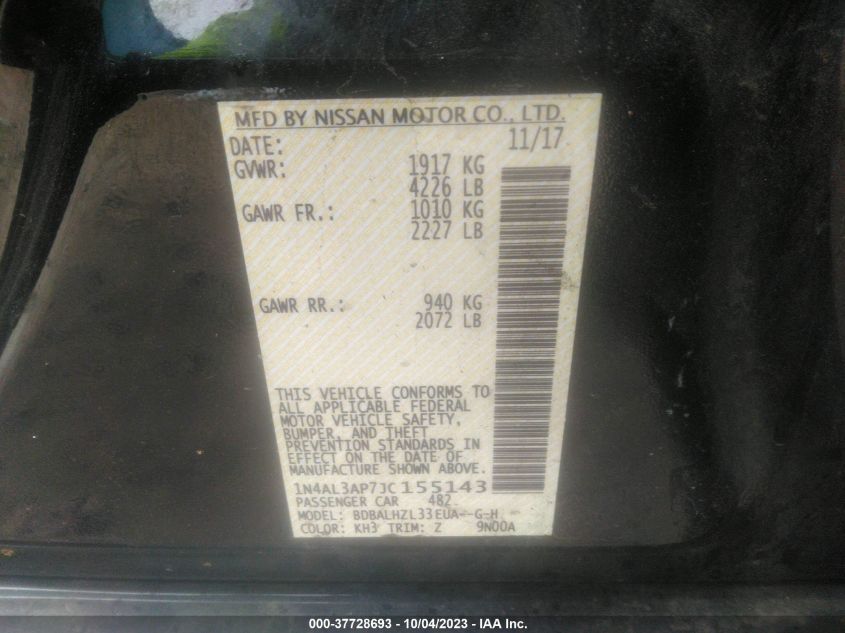 MFD BY NISSAN MOTOR CO., LTD.
DATE: 11/17
GVWR: 1917 KG
4226 LB
GAWR FR.: 1010 KG
2227 LB
GAWR RR.: 940 KG
2072 LB
THIS VEHICLE CONFORMS TO
ALL APPLICABLE FEDERAL
MOTOR VEHICLE SAFETY,
BUMPER, AND THEFT
PREVENTION STANDARDS IN
EFFECT ON THE DATE OF
MANUFACTURE SHOWN ABOVE.
1N4AL3AP7JC155143
PASSENGER CAR 482
MODEL: BDBALHZL33EUA--G-H
COLOR: KH3 TRIM: Z 9N00A
000-37728693 - 10/04/2023 - IAA Inc.